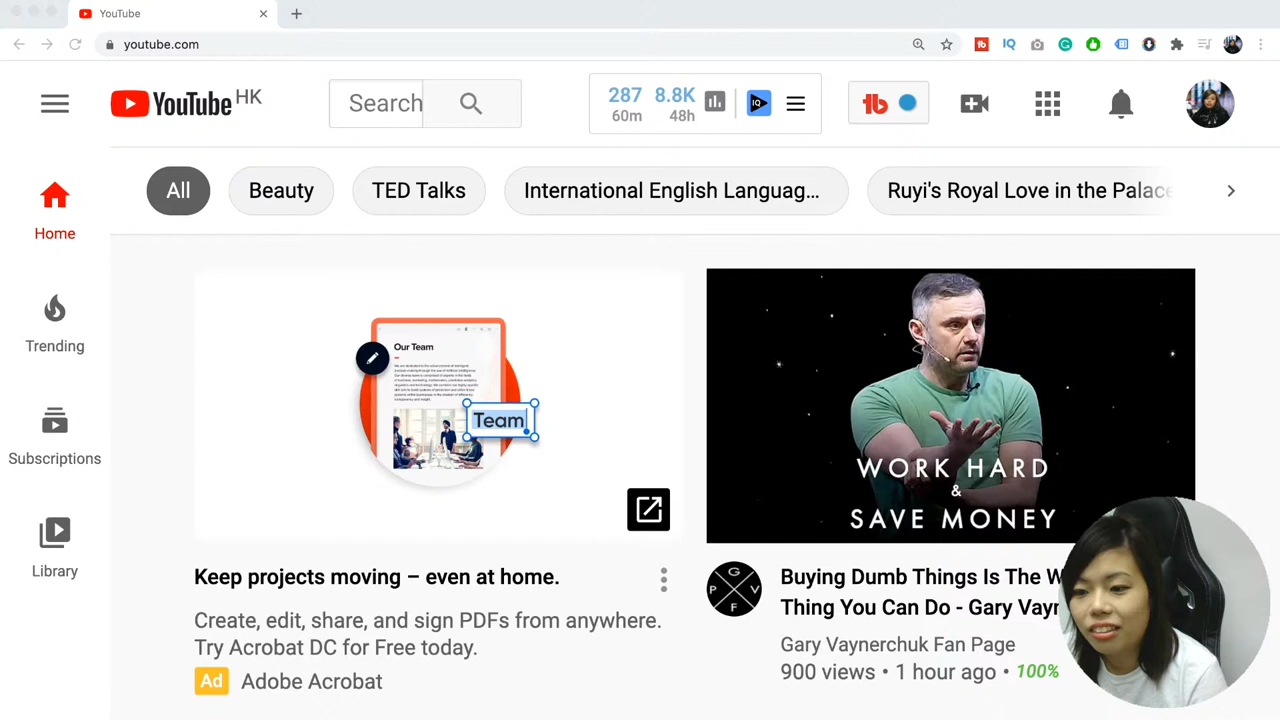 YouTube
youtube.com
YouTube HK
Search
287 8.8K
60m 48h
IQ
All
Beauty
TED Talks
International English Languag...
Ruyi's Royal Love in the Palace
Home
Trending
Subscriptions
Library
Our Team
Team
WORK HARD
&
SAVE MONEY
Keep projects moving – even at home.
Create, edit, share, and sign PDFs from anywhere.
Try Acrobat DC for Free today.
Ad Adobe Acrobat
G
P V
F
Buying Dumb Things Is The
Thing You Can Do - Gary
Gary Vaynerchuk Fan Page
900 views • 1 hour ago • 100%